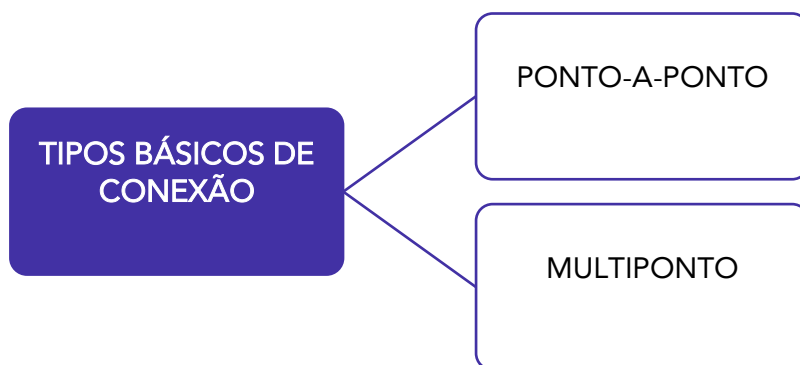 TIPOS BÁSICOS DE
CONEXÃO
PONTO-A-PONTO
MULTIPONTO